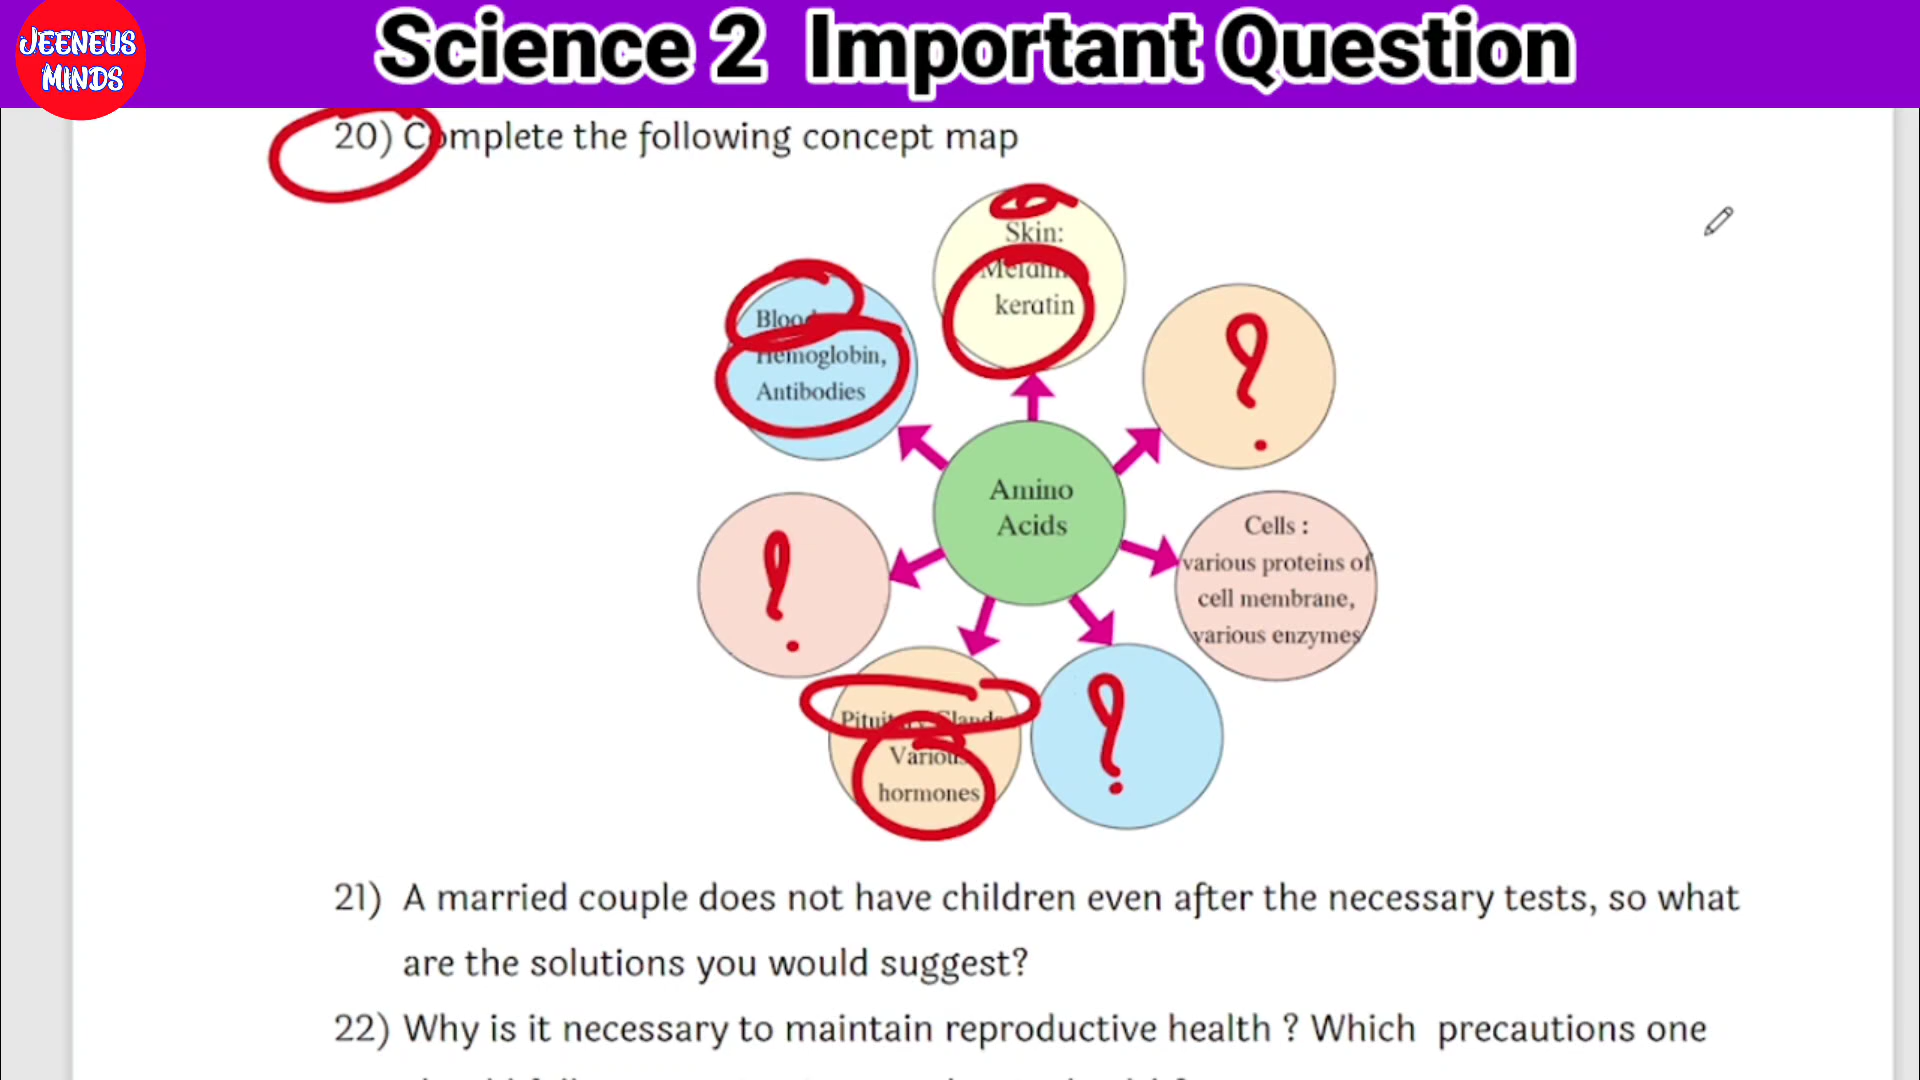 JEENEUS
MINDS
Science 2 Important Question
20) Complete the following concept map
Skin:
keratin
Blood
Hemoglobin,
Antibodies
?
Amino
Acids
Cells :
various proteins of
cell membrane,
various enzymes
?
Pituitary Glands
Various
hormones
?
21) A married couple does not have children even after the necessary tests, so what
are the solutions you would suggest?
22) Why is it necessary to maintain reproductive health ? Which precautions one